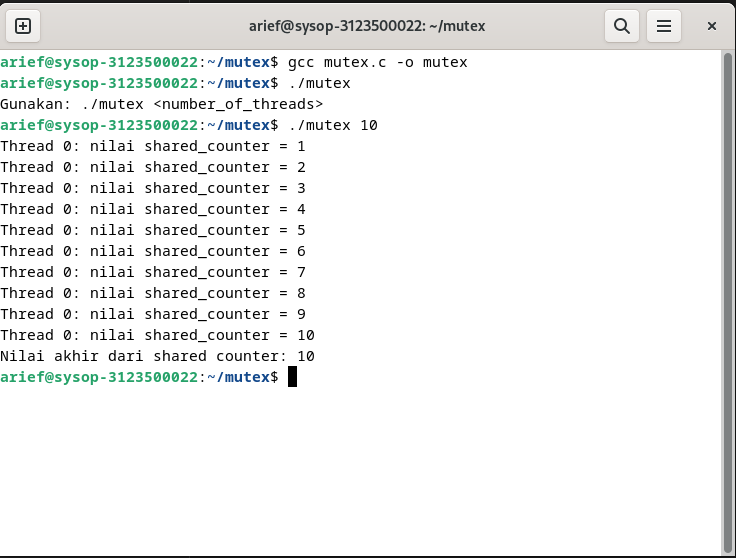 arief@sysop-3123500022: ~/mutex
arief@sysop-3123500022:~/mutex$ gcc mutex.c -o mutex
arief@sysop-3123500022:~/mutex$ ./mutex
Gunakan: ./mutex <number_of_threads>
arief@sysop-3123500022:~/mutex$ ./mutex 10
Thread 0: nilai shared_counter = 1
Thread 0: nilai shared_counter = 2
Thread 0: nilai shared_counter = 3
Thread 0: nilai shared_counter = 4
Thread 0: nilai shared_counter = 5
Thread 0: nilai shared_counter = 6
Thread 0: nilai shared_counter = 7
Thread 0: nilai shared_counter = 8
Thread 0: nilai shared_counter = 9
Thread 0: nilai shared_counter = 10
Nilai akhir dari shared counter: 10
arief@sysop-3123500022:~/mutex$